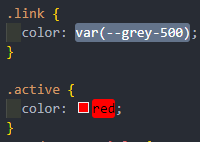 .link {
color: var(--grey-500);
}
.active {
color: red;
}